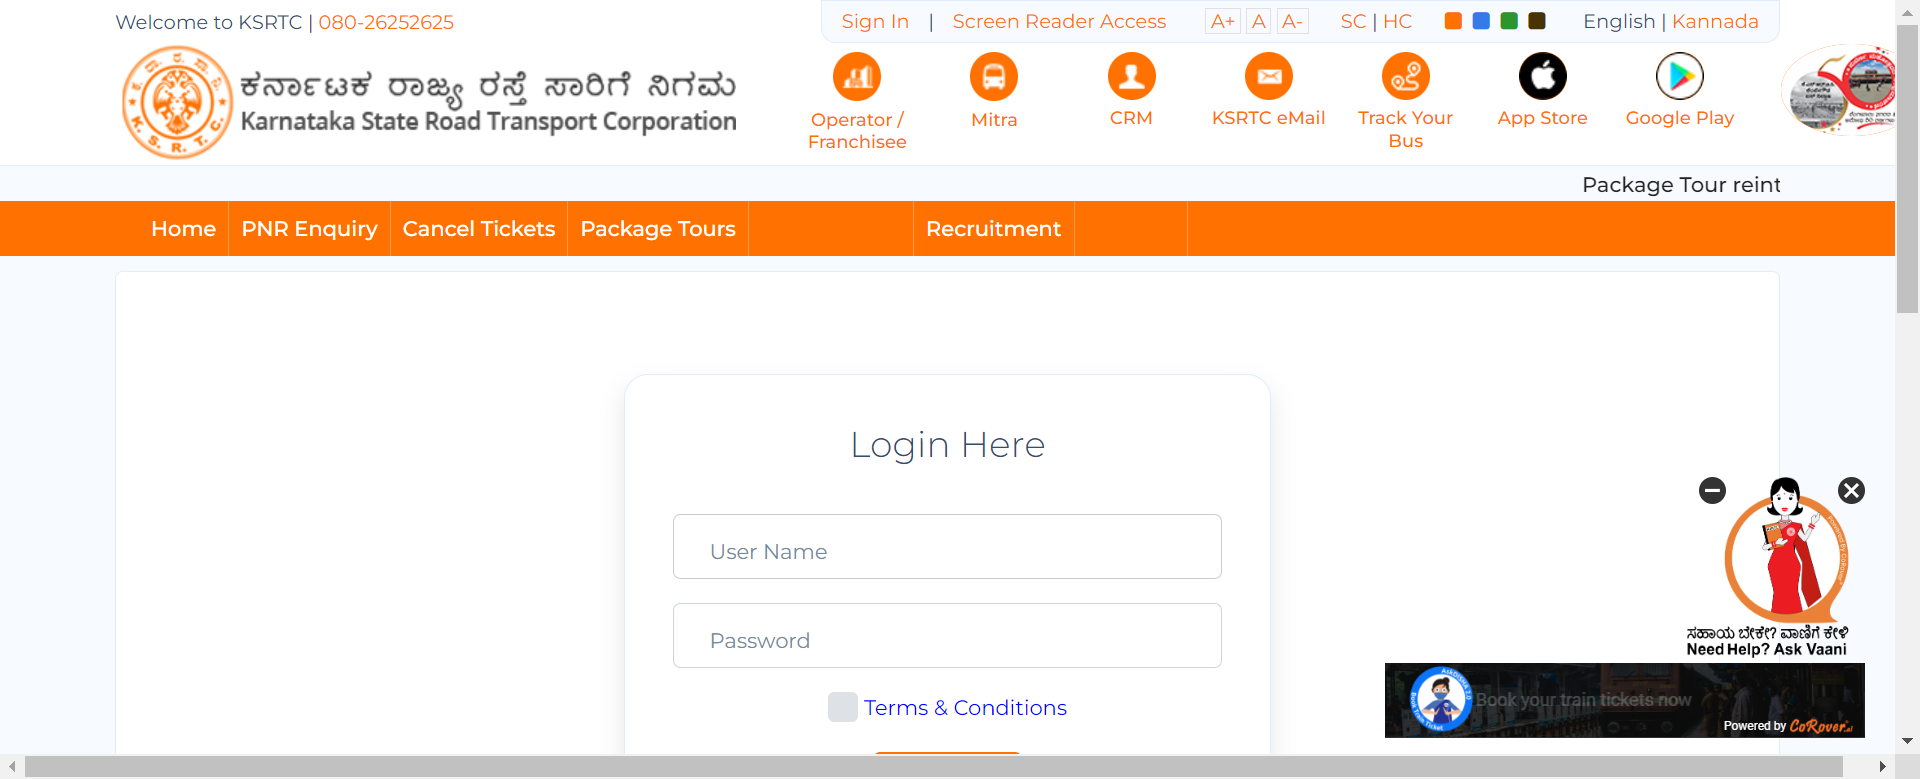 Welcome to KSRTC | 080-26252625
Sign In | Screen Reader Access A+ A A- SC | HC English | Kannada
ಕರ್ನಾಟಕ ರಾಜ್ಯ ರಸ್ತೆ ಸಾರಿಗೆ ನಿಗಮ
Karnataka State Road Transport Corporation
K. S. R. T. C.
Operator / Franchisee
Mitra
CRM
KSRTC eMail
Track Your Bus
App Store
Google Play
Package Tour reint
Home PNR Enquiry Cancel Tickets Package Tours Recruitment
Login Here
User Name
Password
Terms & Conditions
ಸಹಾಯ ಬೇಕೇ? ವಾಣಿಗೆ ಕೇಳಿ
Need Help? Ask Vaani
Book your train tickets now
Powered by CoRover.ai